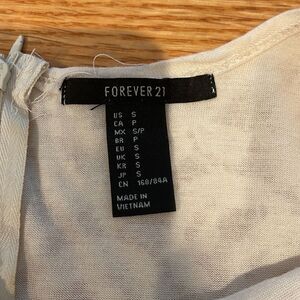 FOREVER 21
US S
CA P
MX S/P
BR P
EU S
UK S
KR S
JP S
CN 160/84A
MADE IN
VIETNAM